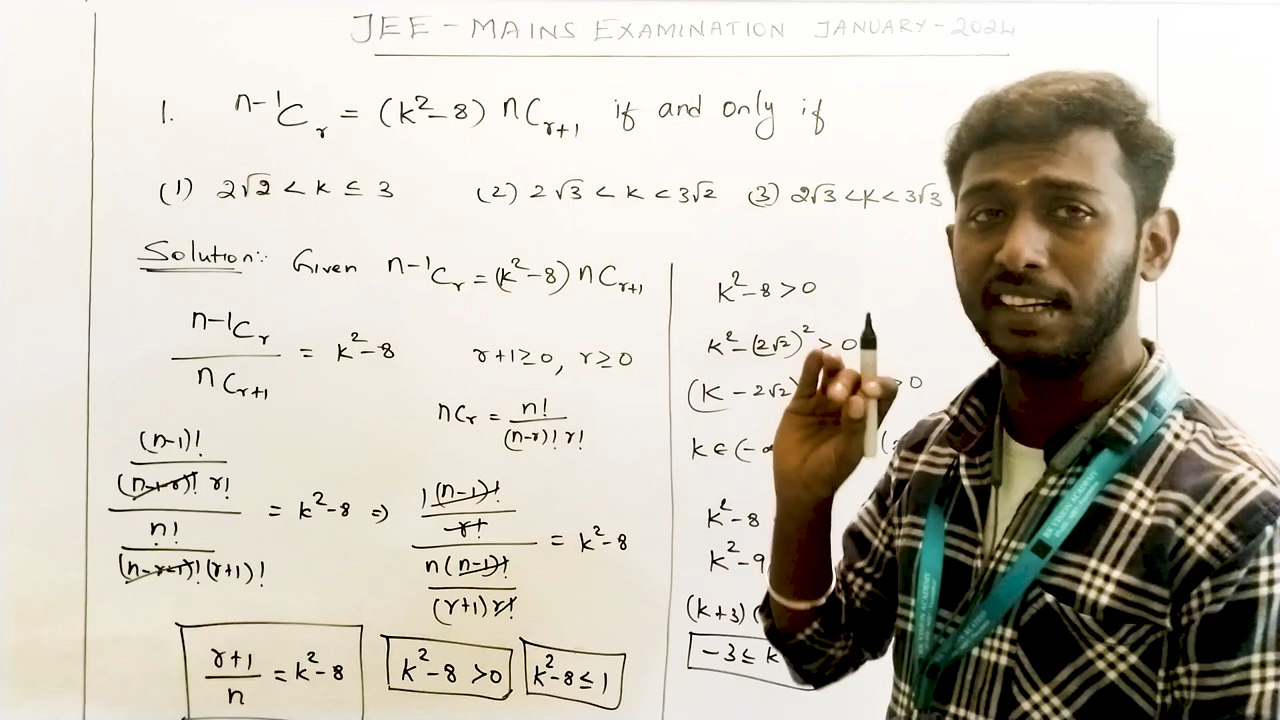 JEE - MAINS EXAMINATION JANUARY - 2024
1. n-1Cr = (k²-8) nCr+1 if and only if
(1) 2√2 < k ≤ 3 (2) 2√3 < k < 3√2 (3) 2√3 < k < 3√3
Solution:- Given n-1Cr = (k²-8) nCr+1
n-1Cr / nCr+1 = k²-8
r+1≥0, r≥0
nCr = n! / (n-r)! r!
(n-1)! / (n-1-r)! r! / n! / (n-r-1)! (r+1)! = k²-8 ⇒ 1(n-1)! / r! / n(n-1)! / (r+1) r! = k²-8
r+1 / n = k²-8
k²-8 >0
k²-8 ≤ 1
k²-8 >0
k²-(2√2)² >0
(k - 2√2) >0
k ∈ (-
k²-8
k²-9
(k+3) (
-3 ≤ k